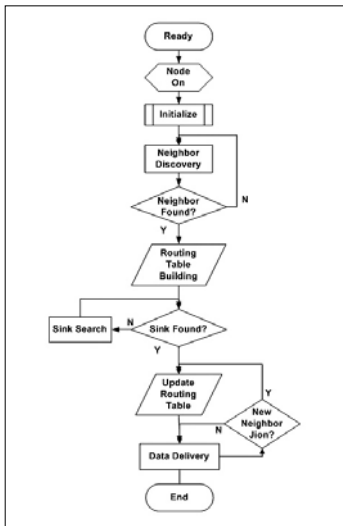 Ready
Node
On
Initialize
Neighbor
Discovery
Neighbor
Found?
N
Y
Routing
Table
Building
Sink Search
N
Sink Found?
Y
Update
Routing
Table
Y
New
Neighbor
Jion?
N
Data Delivery
End